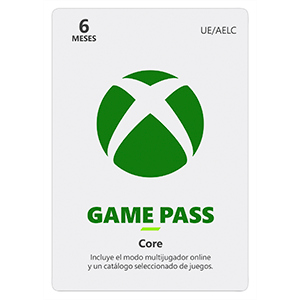 6
MESES
UE/AELC
GAME PASS
Core
Incluye el modo multijugador online
y un catálogo seleccionado de juegos.